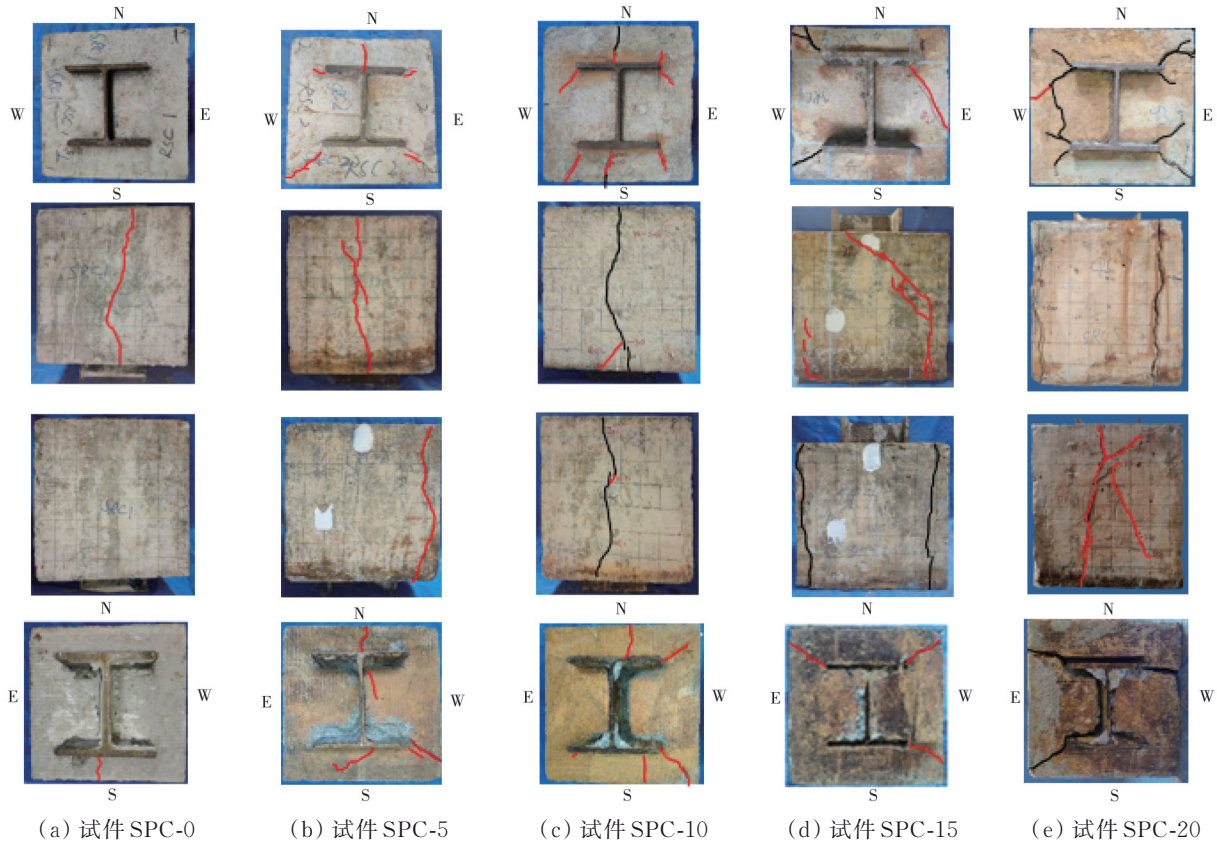 N N N N N
W E W E W E W E W E
S S S S S
SRC1
N N N N N
E W E W E W E W E W
S S S S S
(a) 试件 SPC-0 (b) 试件 SPC-5 (c) 试件 SPC-10 (d) 试件 SPC-15 (e) 试件 SPC-20